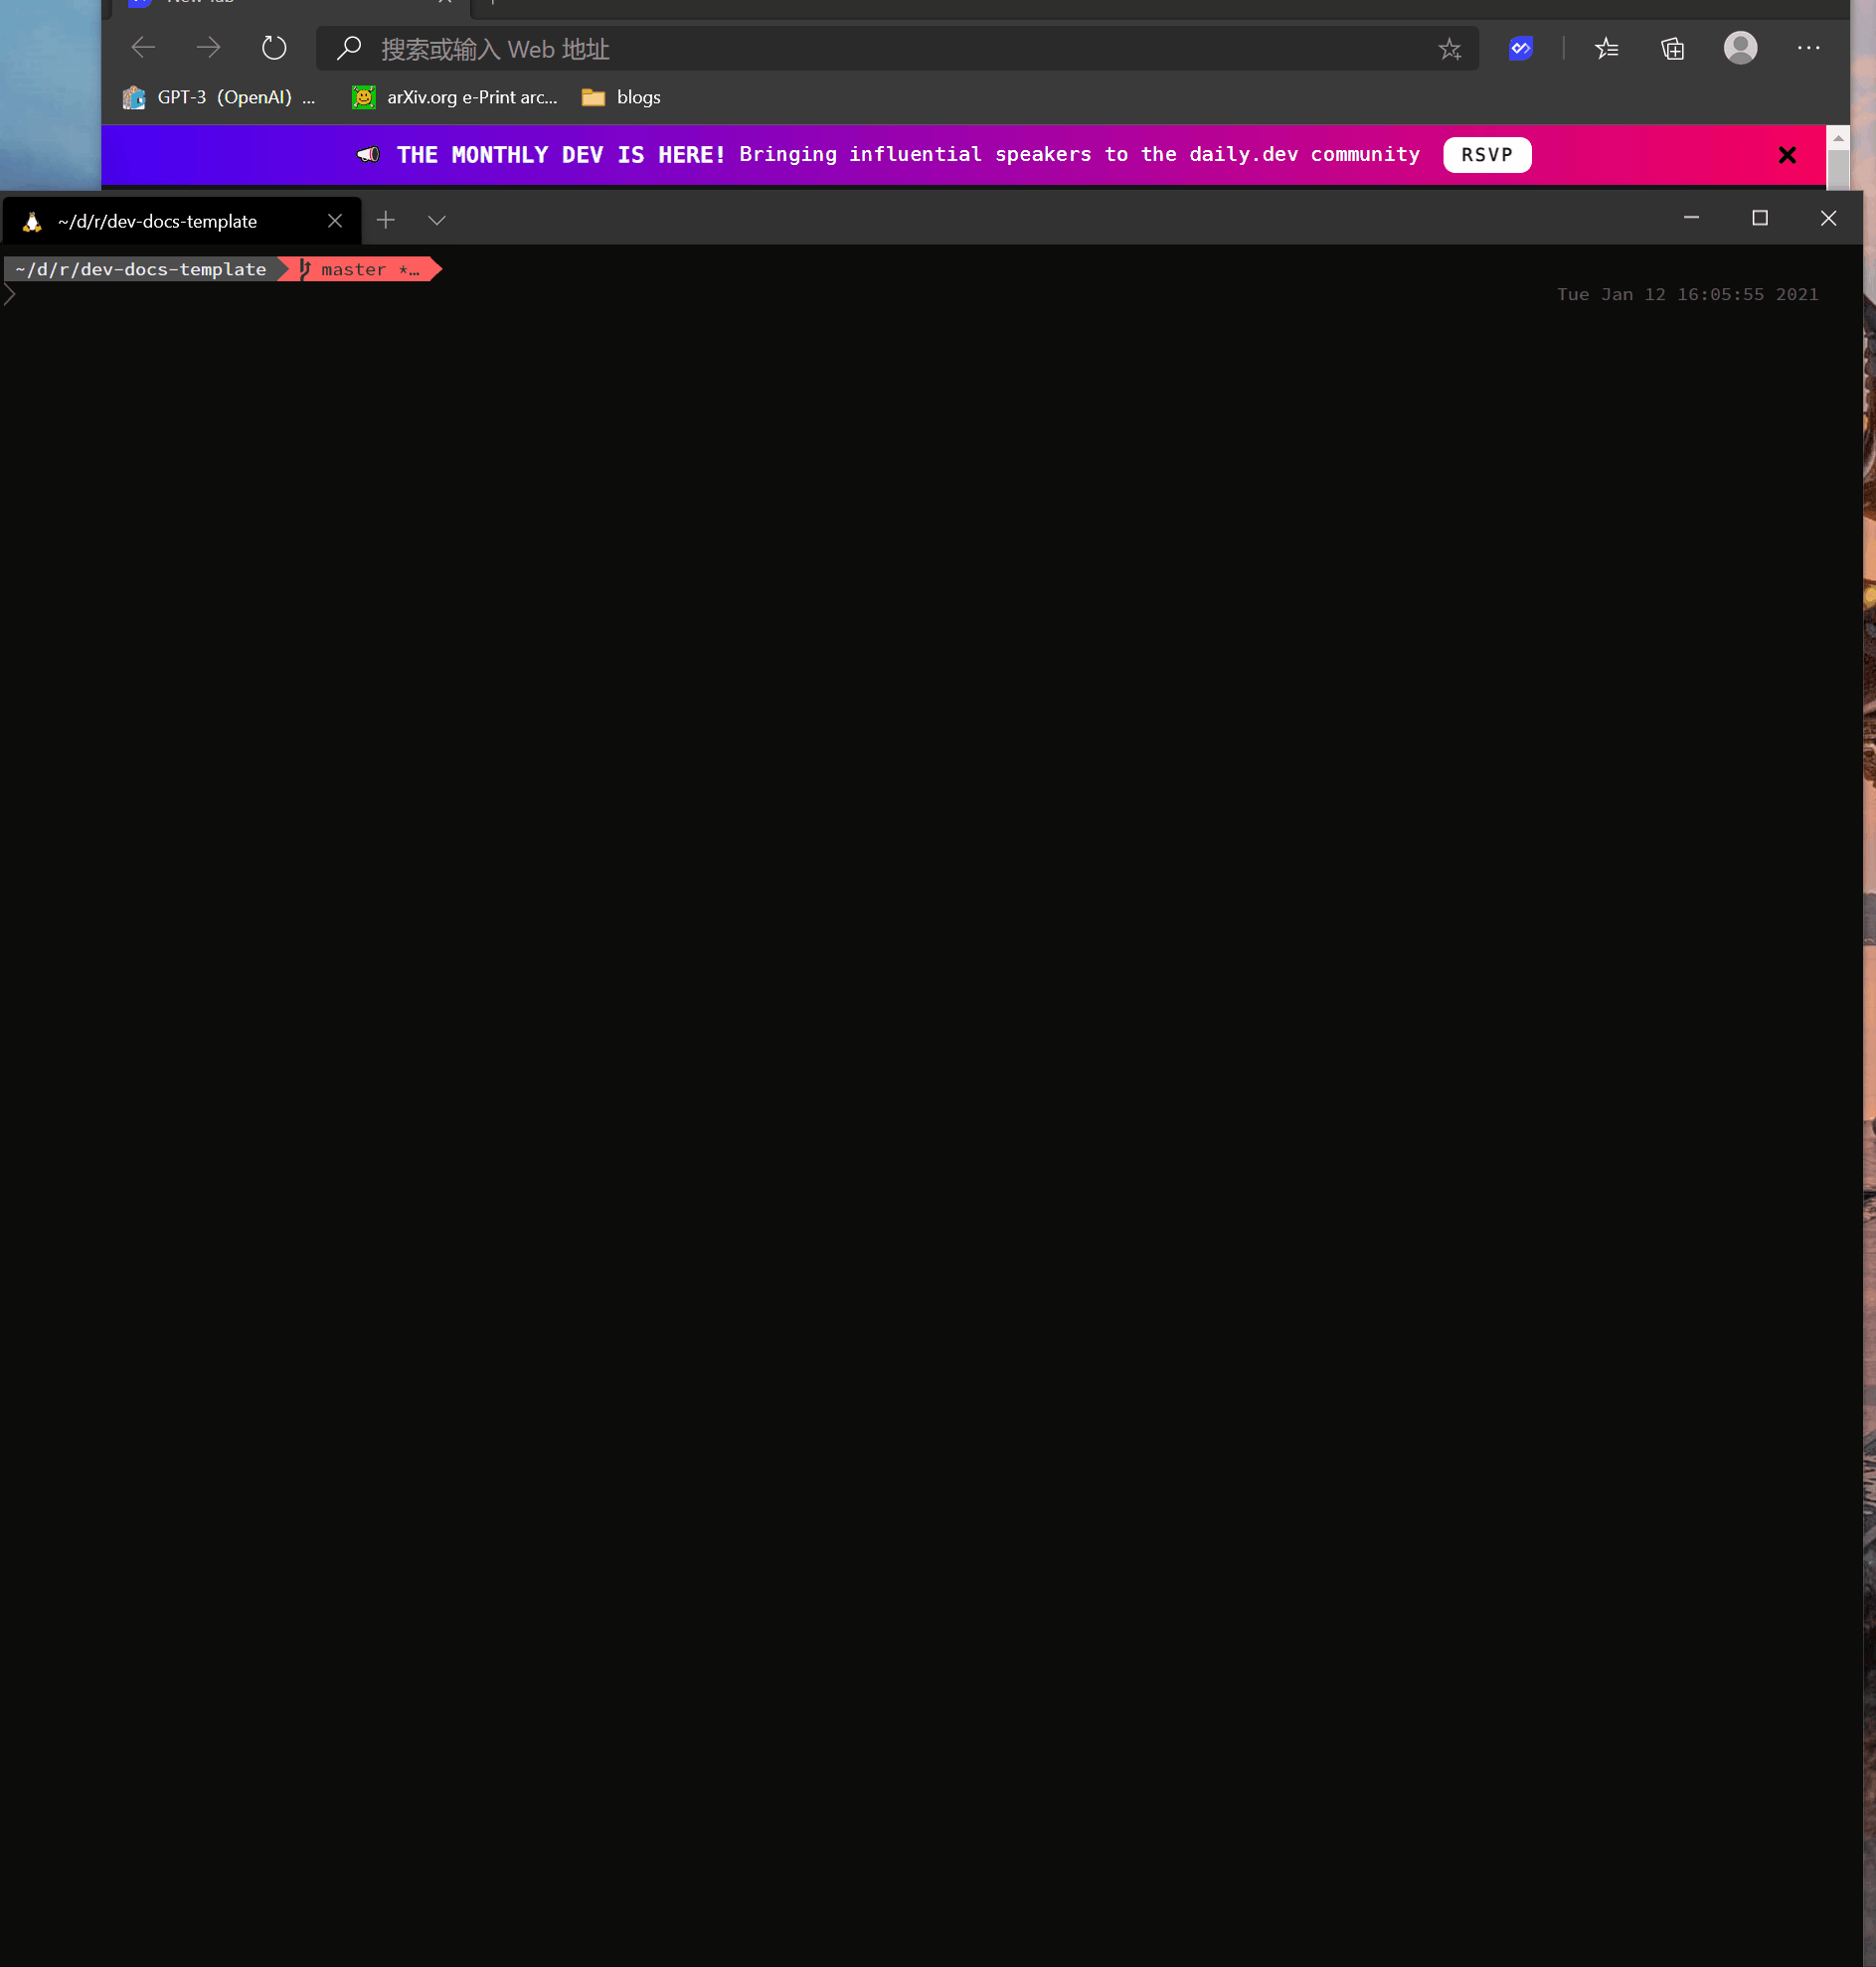 New Tab
搜索或输入 Web 地址
GPT-3 (OpenAI) ...
arXiv.org e-Print arc...
blogs
THE MONTHLY DEV IS HERE! Bringing influential speakers to the daily.dev community
RSVP
~/d/r/dev-docs-template
~/d/r/dev-docs-template master *…
Tue Jan 12 16:05:55 2021